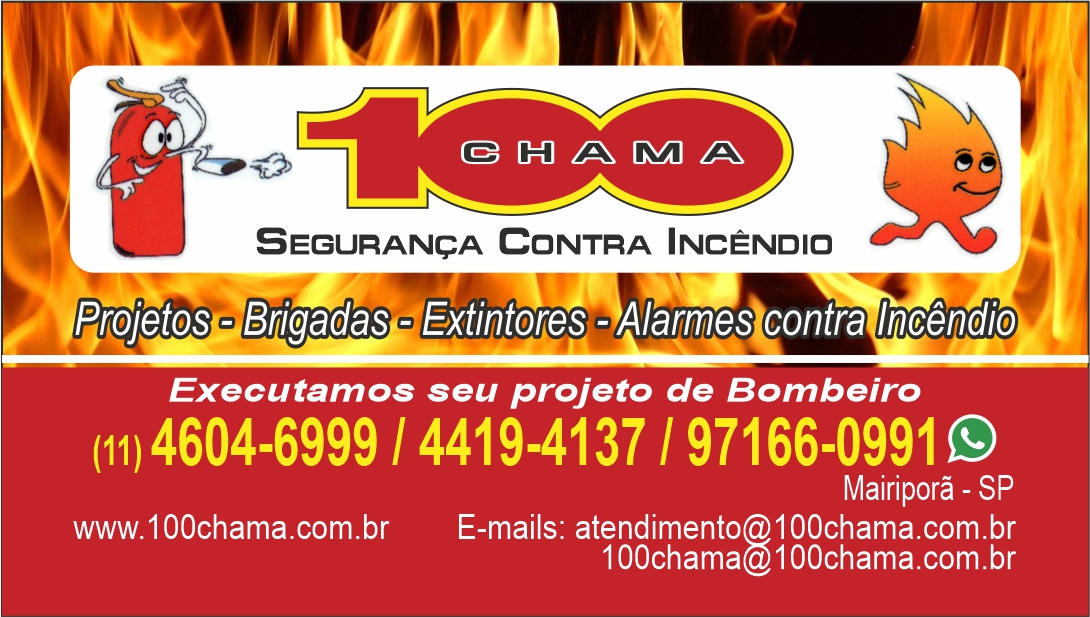 100
CHAMA
SEGURANÇA CONTRA INCÊNDIO
Projetos - Brigadas - Extintores - Alarmes contra Incêndio
Executamos seu projeto de Bombeiro
(11) 4604-6999 / 4419-4137 / 97166-0991
Mairiporã - SP
www.100chama.com.br E-mails: atendimento@100chama.com.br
100chama@100chama.com.br